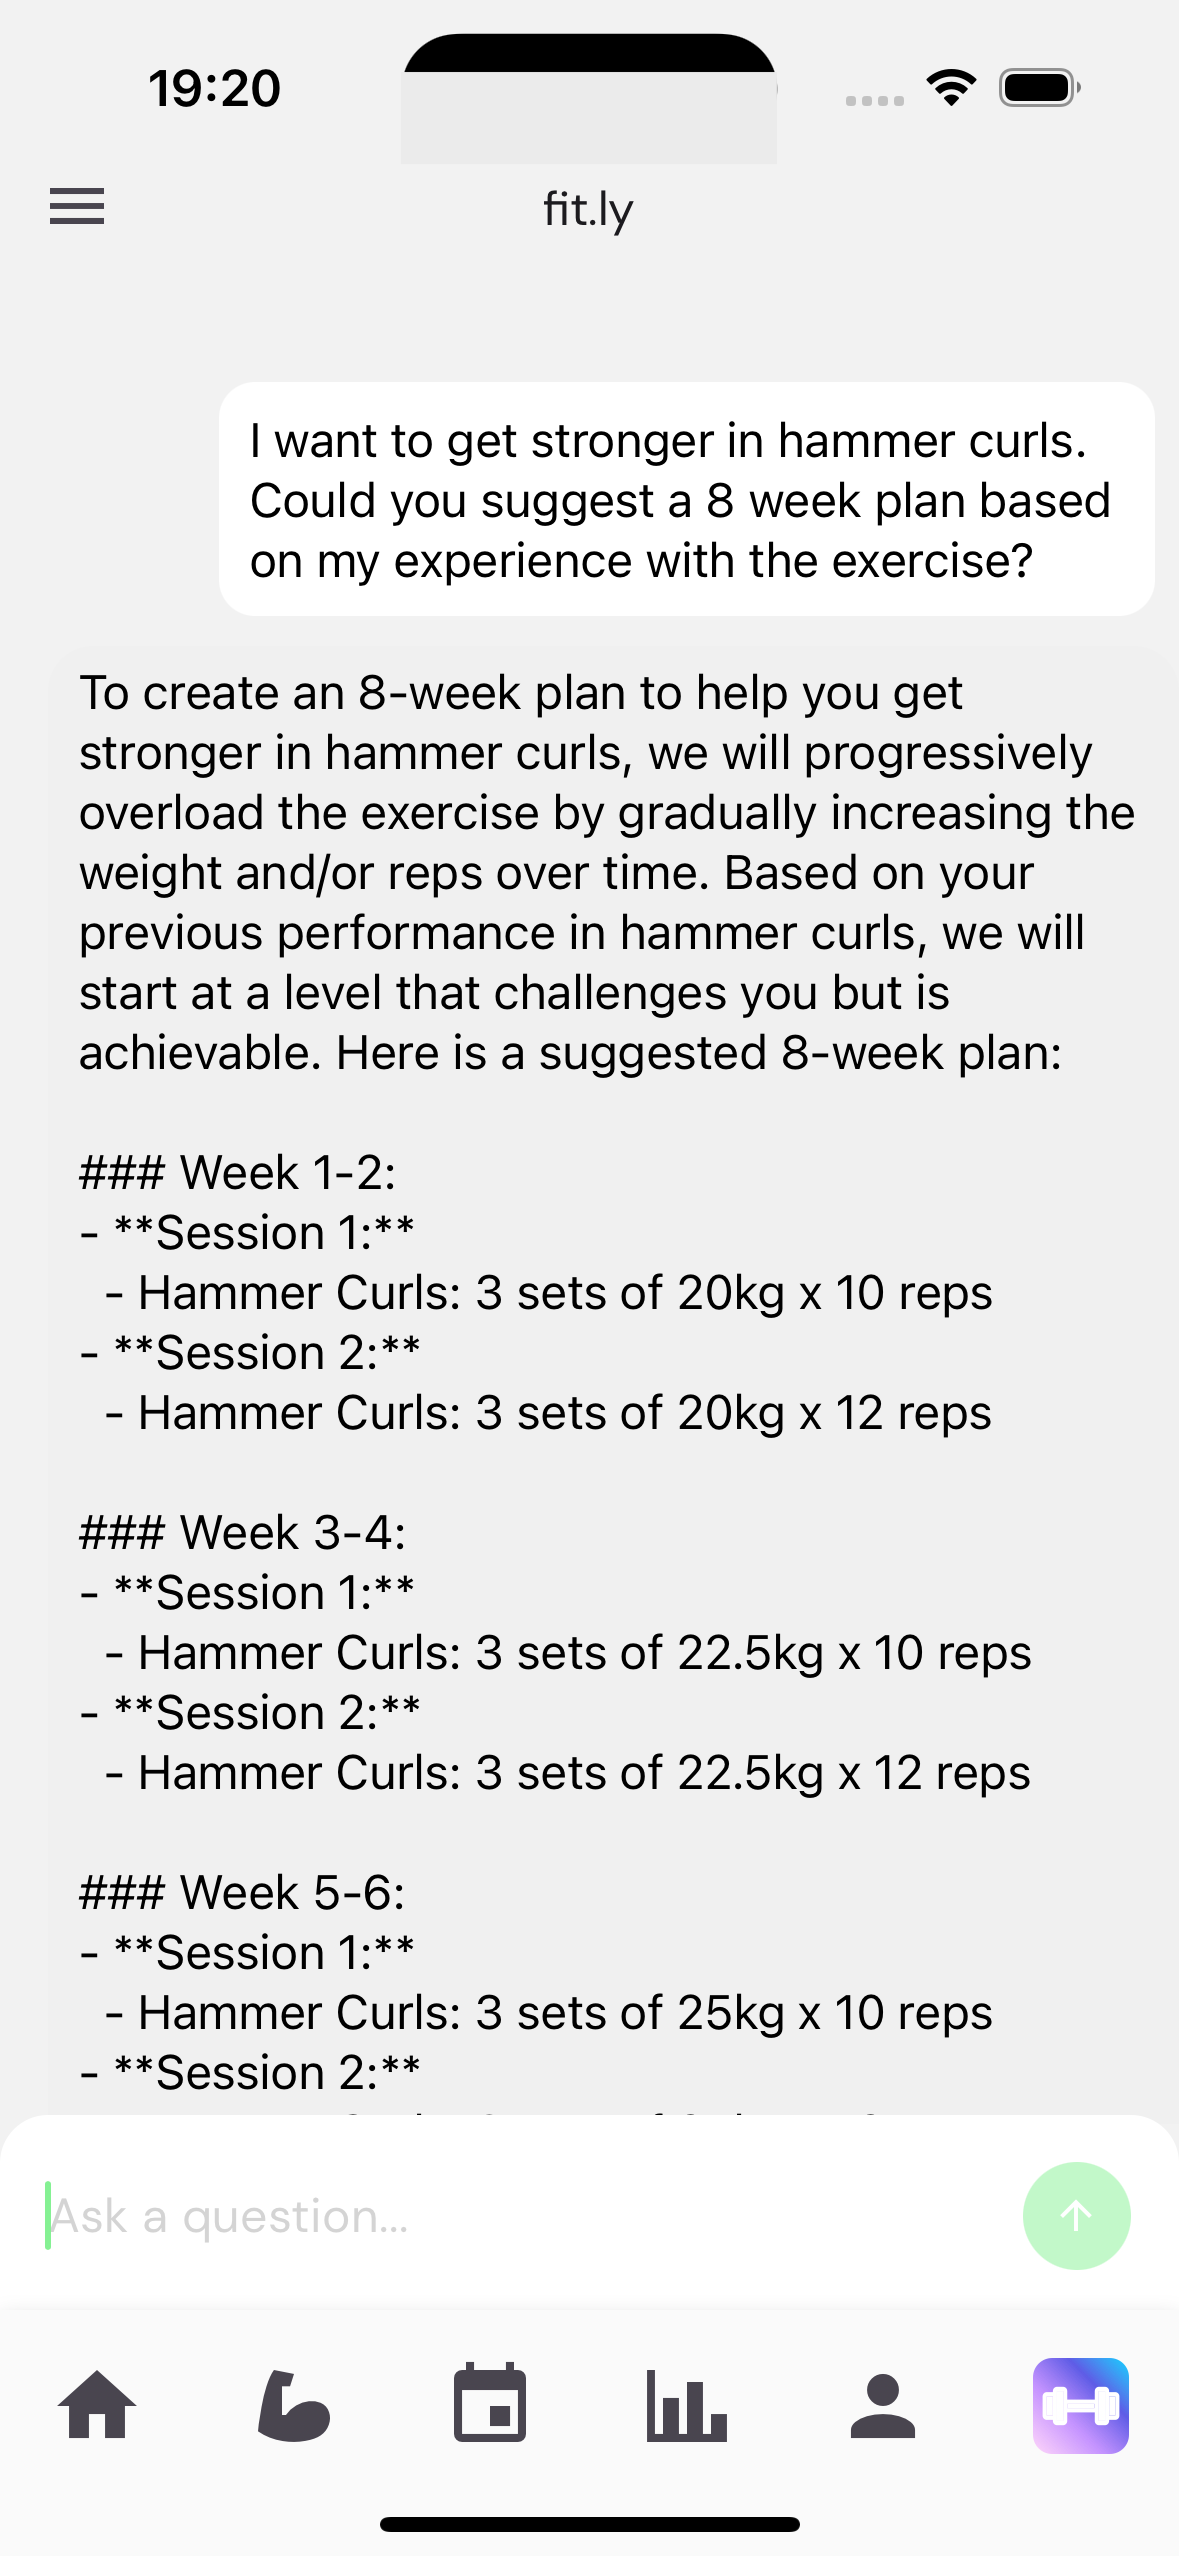 19:20
fit.ly
I want to get stronger in hammer curls.
Could you suggest a 8 week plan based
on my experience with the exercise?
To create an 8-week plan to help you get
stronger in hammer curls, we will progressively
overload the exercise by gradually increasing the
weight and/or reps over time. Based on your
previous performance in hammer curls, we will
start at a level that challenges you but is
achievable. Here is a suggested 8-week plan:
### Week 1-2:
- **Session 1:**
- Hammer Curls: 3 sets of 20kg x 10 reps
- **Session 2:**
- Hammer Curls: 3 sets of 20kg x 12 reps
### Week 3-4:
- **Session 1:**
- Hammer Curls: 3 sets of 22.5kg x 10 reps
- **Session 2:**
- Hammer Curls: 3 sets of 22.5kg x 12 reps
### Week 5-6:
- **Session 1:**
- Hammer Curls: 3 sets of 25kg x 10 reps
- **Session 2:**
Ask a question...